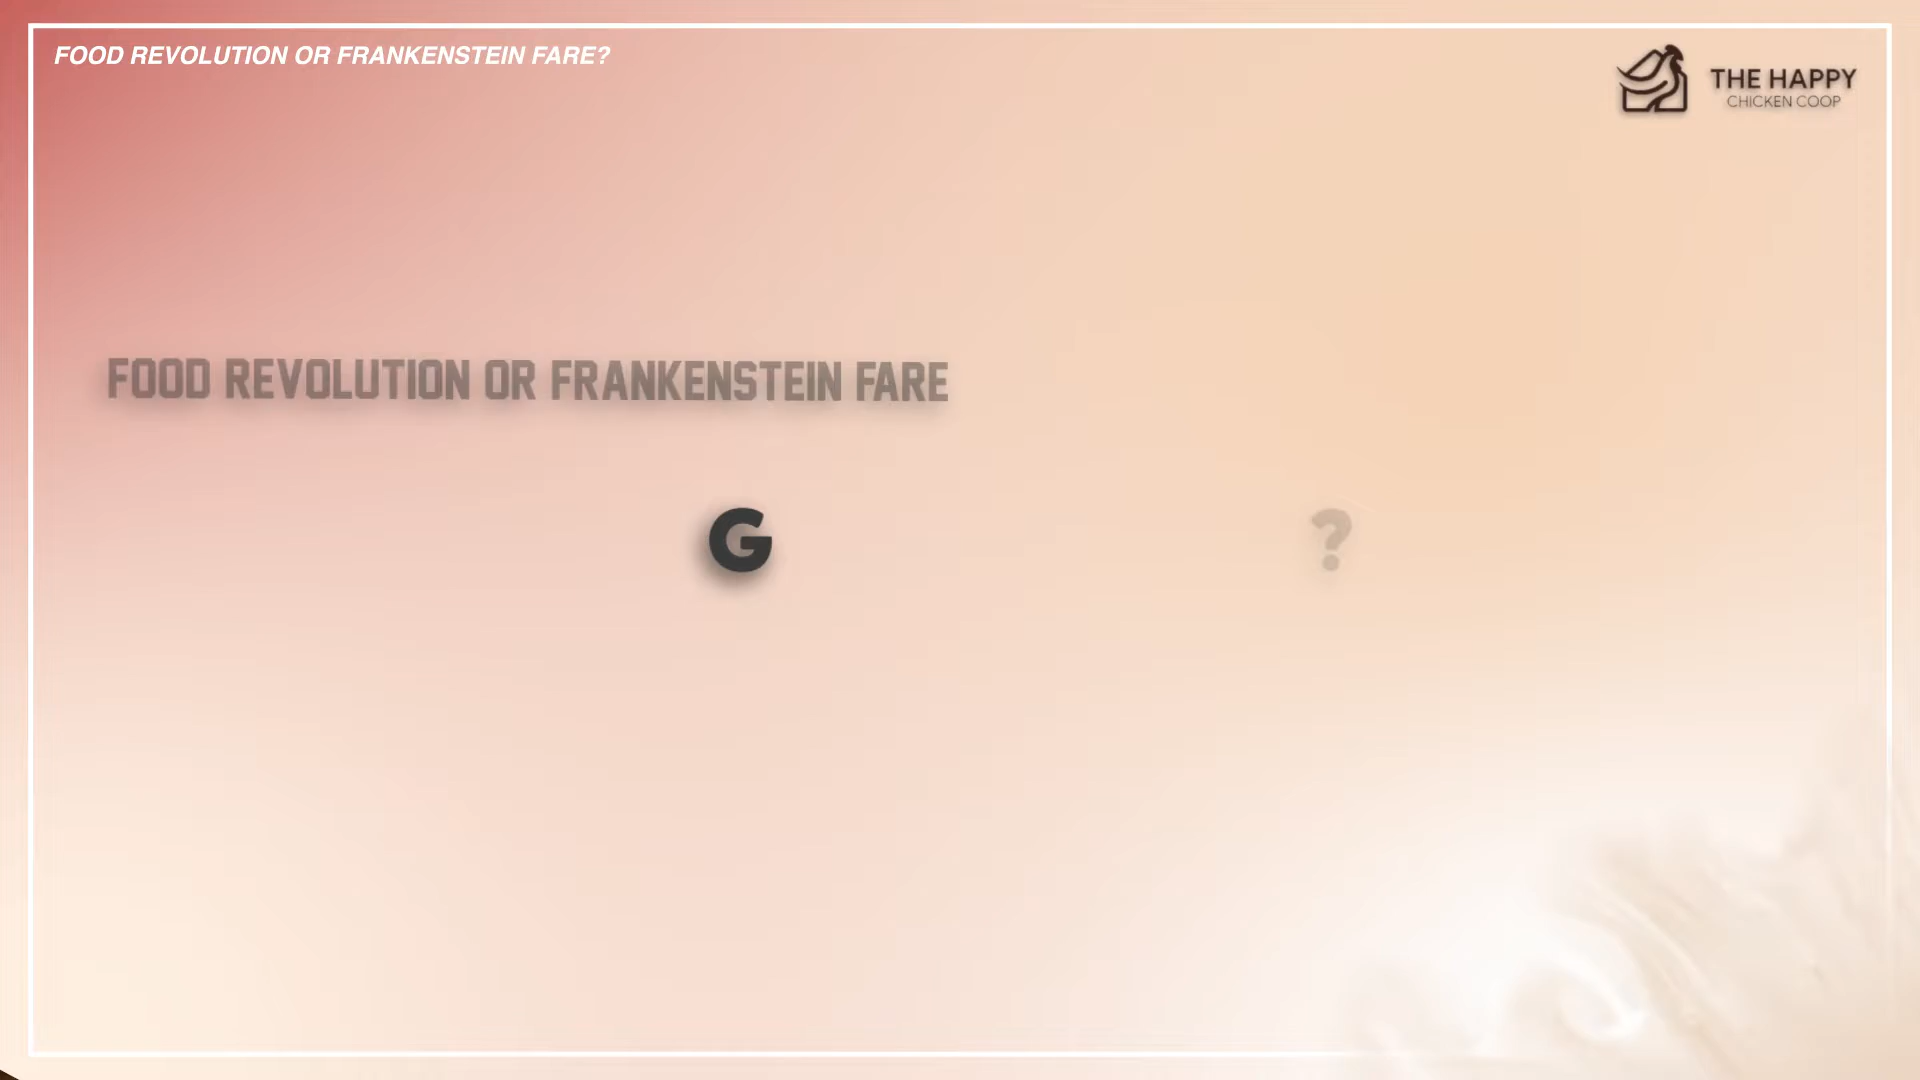 FOOD REVOLUTION OR FRANKENSTEIN FARE?
THE HAPPY
CHICKEN COOP
FOOD REVOLUTION OR FRANKENSTEIN FARE
G ?